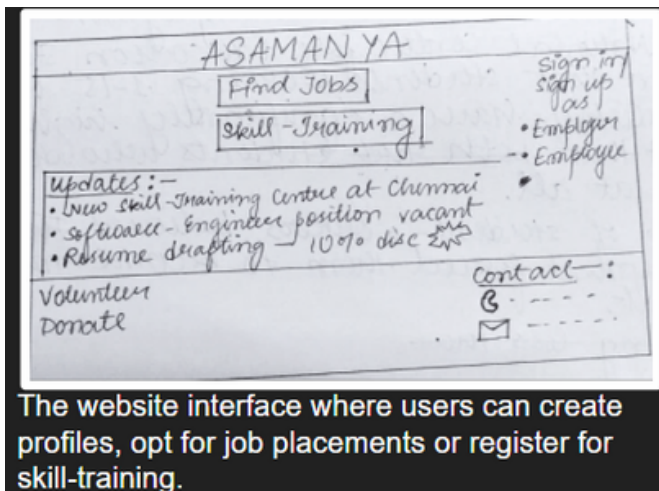 ASAMANYA
Find Jobs
Skill-Training
Sign in/
Sign up
as
• Employer
• Employee
Updates:-
• New Skill-Training Centre at Chennai
• Software-Engineer position vacant
• Resume drafting - 10% disc
Volunteer
Donate
Contact -:
The website interface where users can create
profiles, opt for job placements or register for
skill-training.